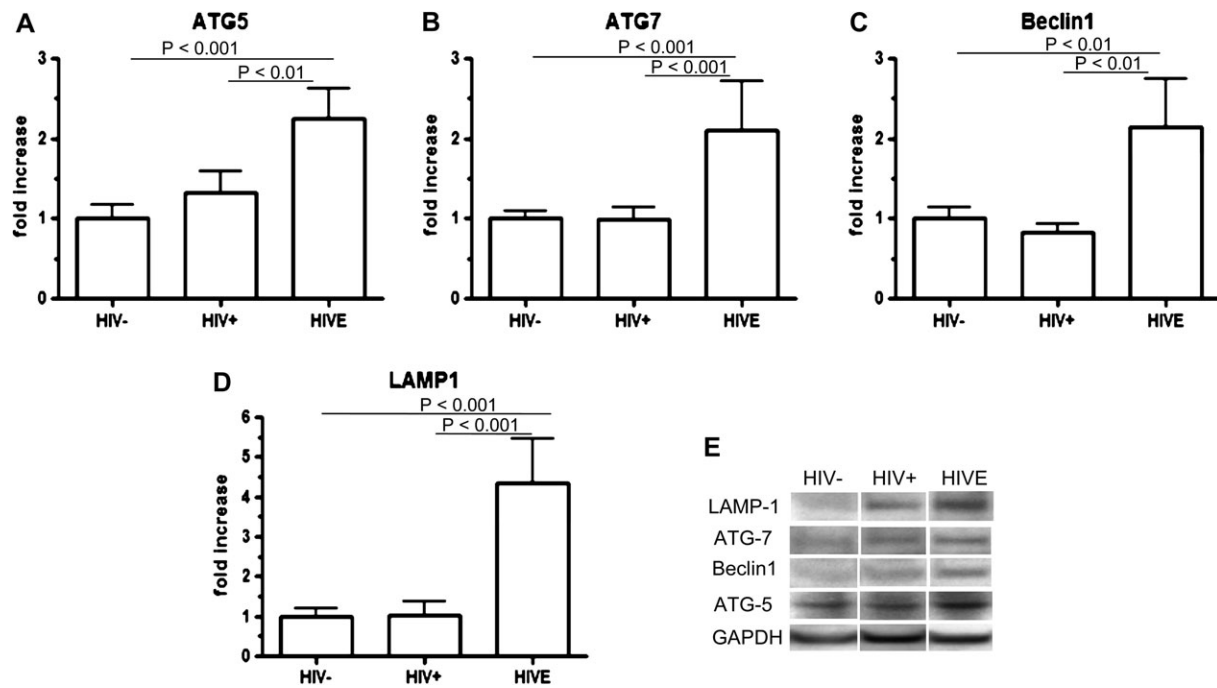 A
ATG5
P < 0.001
P < 0.01
fold increase
3
2
1
0
HIV-
HIV+
HIVE
B
ATG7
P < 0.001
P < 0.001
fold increase
3
2
1
0
HIV-
HIV+
HIVE
C
Beclin1
P < 0.01
P < 0.01
fold increase
3
2
1
0
HIV-
HIV+
HIVE
D
LAMP1
P < 0.001
P < 0.001
fold increase
6
5
4
3
2
1
0
HIV-
HIV+
HIVE
E
HIV- HIV+ HIVE
LAMP-1
ATG-7
Beclin1
ATG-5
GAPDH